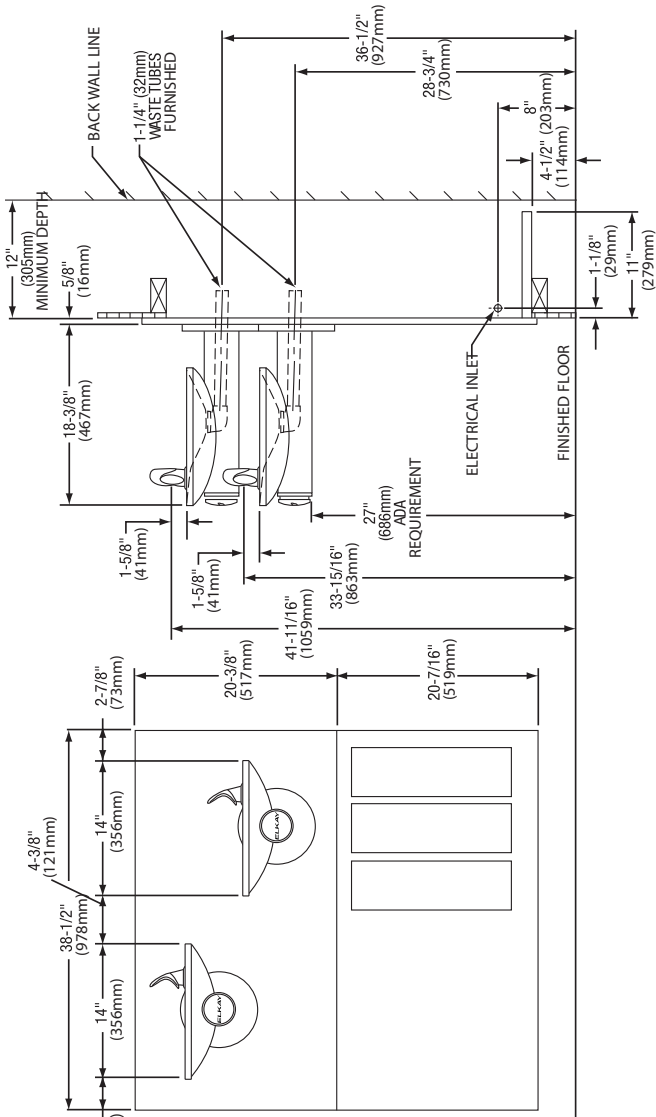 BACK WALL LINE
1-1/4" (32mm)
WASTE TUBES
FURNISHED
36-1/2"
(927mm)
28-3/4"
(730mm)
8"
(203mm)
4-1/2"
(114mm)
12"
(305mm)
MINIMUM DEPTH
5/8"
(16mm)
1-1/8"
(29mm)
11"
(279mm)
18-3/8"
(467mm)
ELECTRICAL INLET
FINISHED FLOOR
1-5/8"
(41mm)
1-5/8"
(41mm)
27"
(686mm)
ADA
REQUIREMENT
33-15/16"
(863mm)
41-11/16"
(1059mm)
2-7/8"
(73mm)
20-3/8"
(517mm)
20-7/16"
(519mm)
14"
(356mm)
4-3/8"
(121mm)
38-1/2"
(978mm)
14"
(356mm)
ELKAY
ELKAY